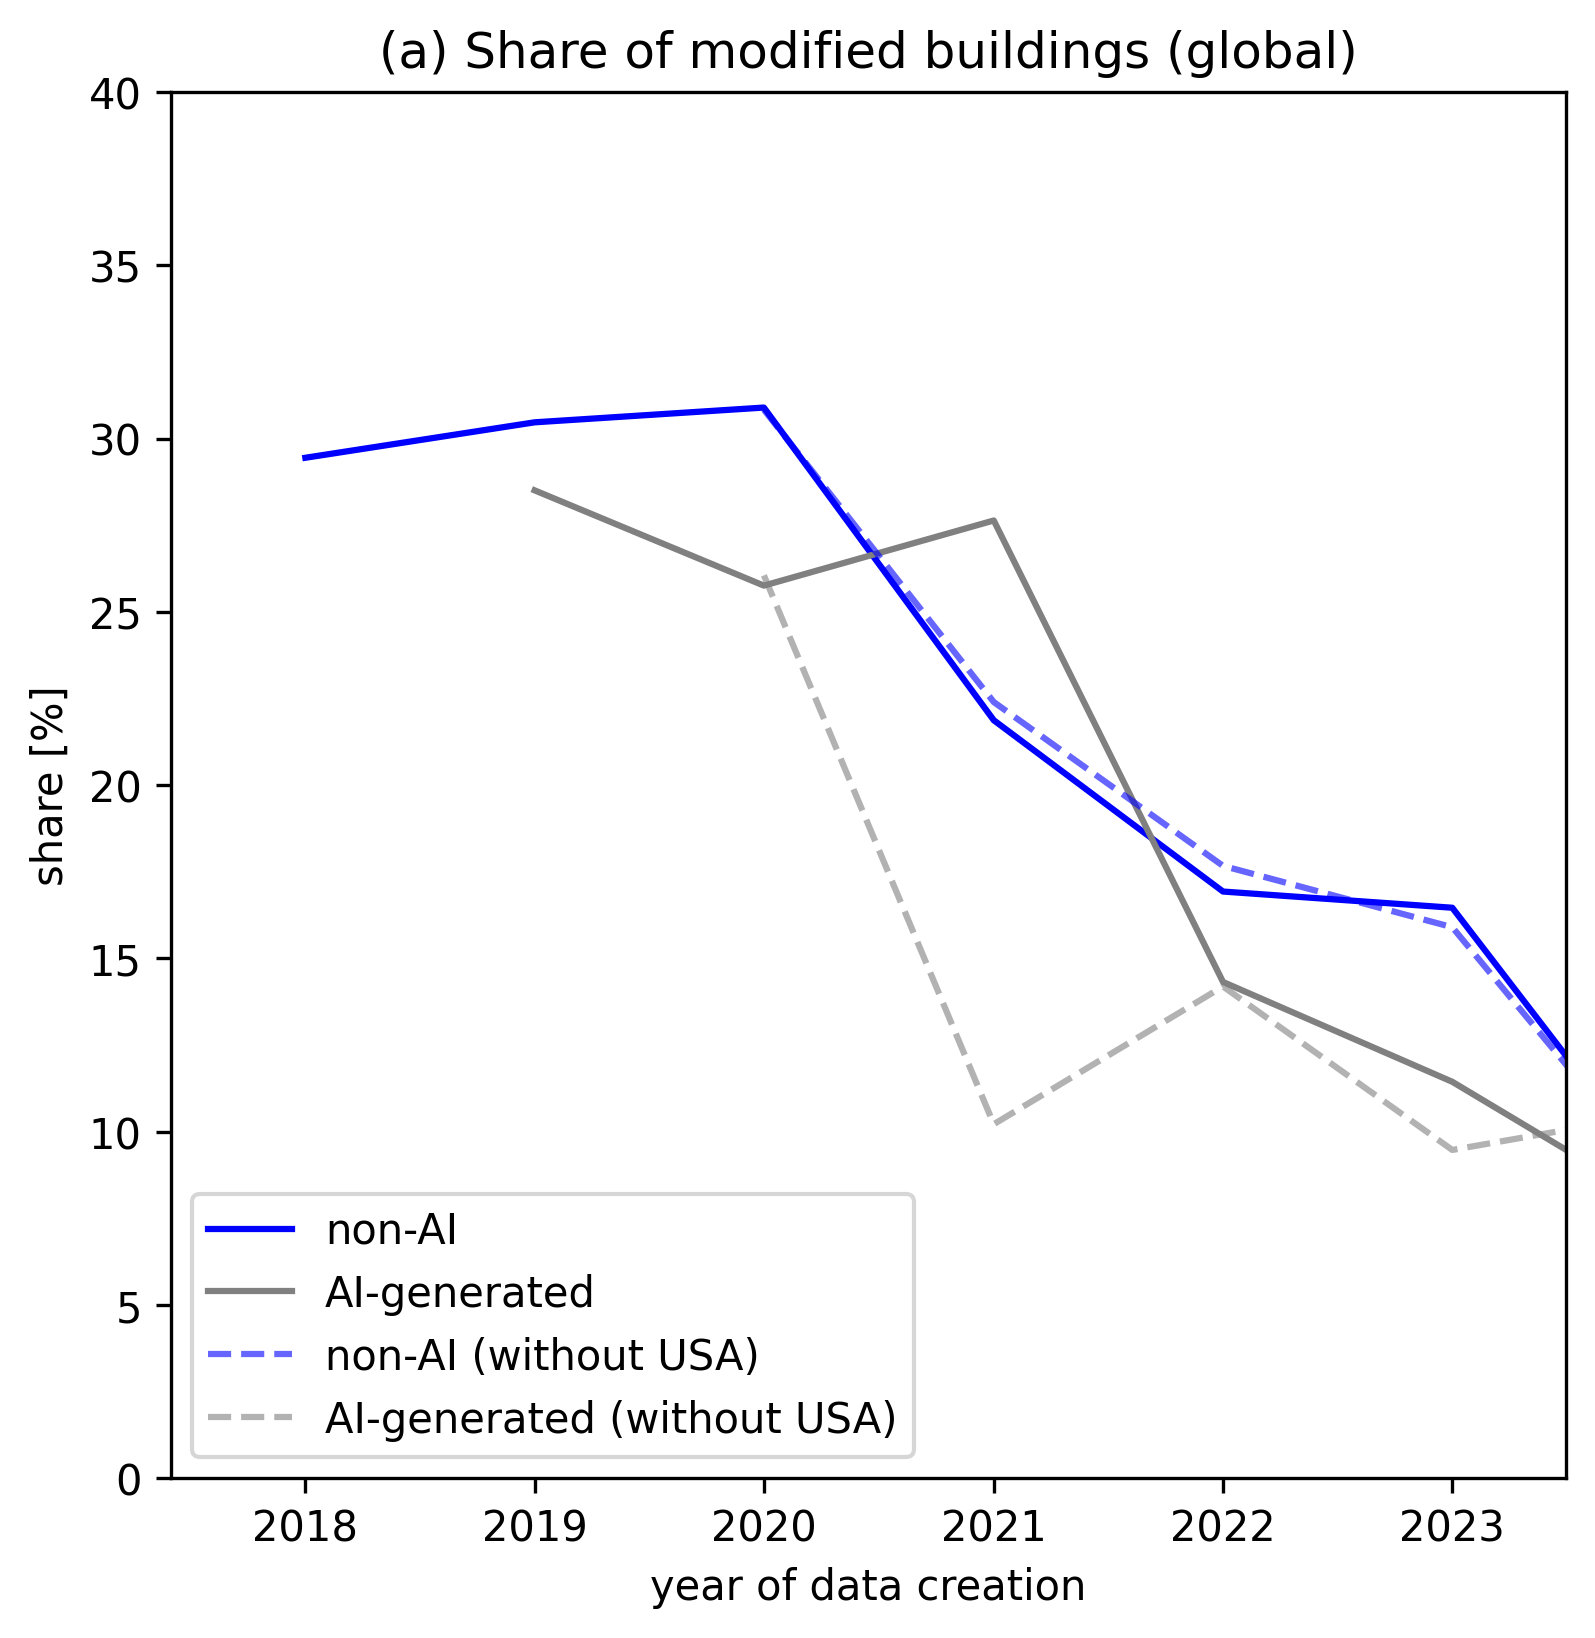 (a) Share of modified buildings (global)
40
35
30
25
20
15
10
5
0
share [%]
non-AI
AI-generated
non-AI (without USA)
AI-generated (without USA)
2018 2019 2020 2021 2022 2023
year of data creation